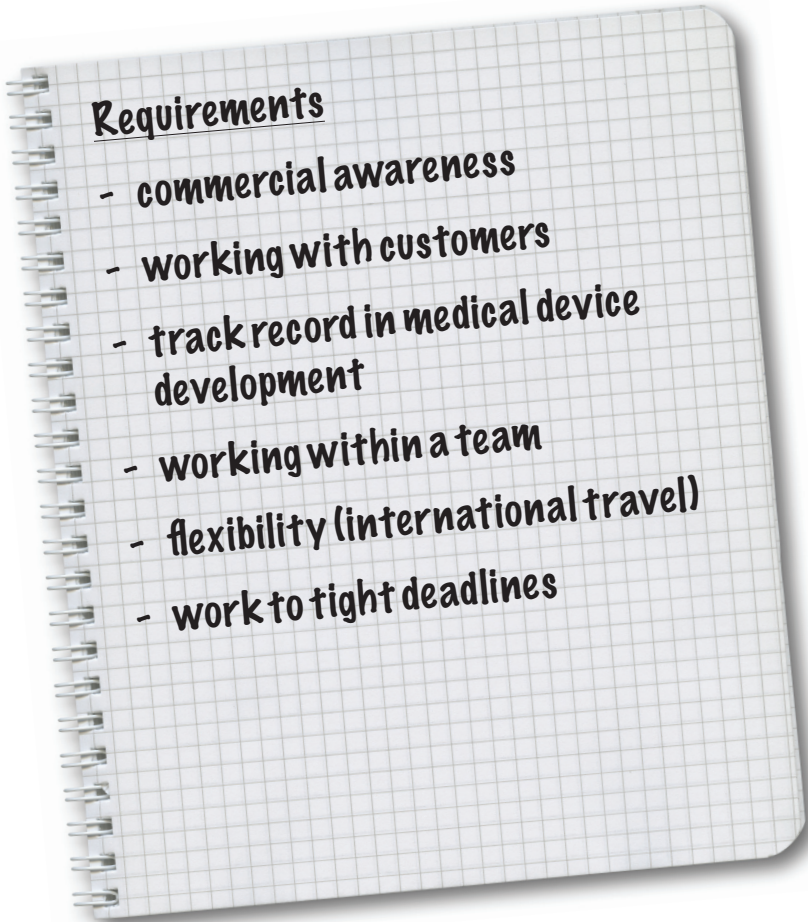 Requirements
- commercial awareness
- working with customers
- track record in medical device
development
- working within a team
- flexibility (international travel)
- work to tight deadlines